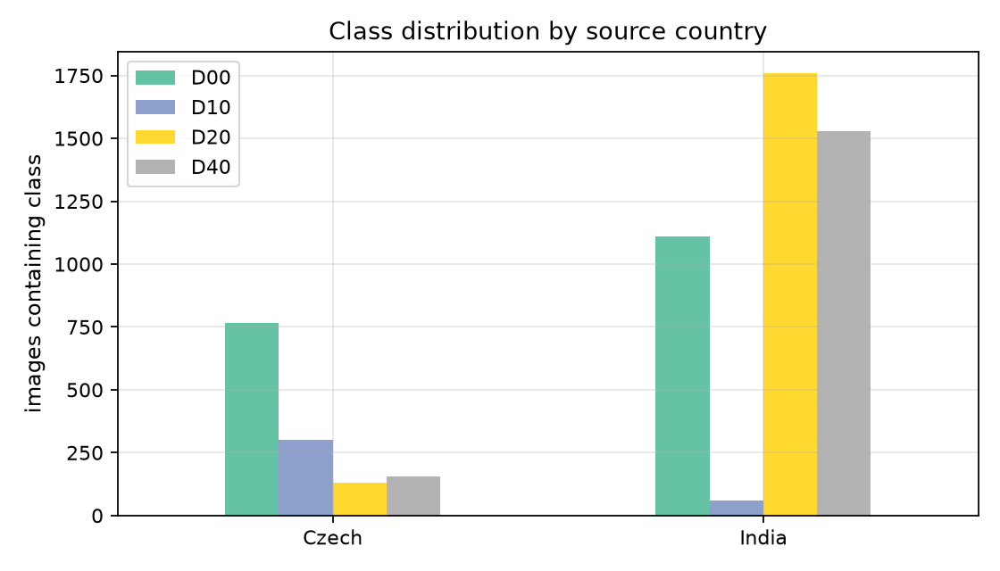 Class distribution by source country
D00
D10
D20
D40
images containing class
1750
1500
1250
1000
750
500
250
0
Czech
India